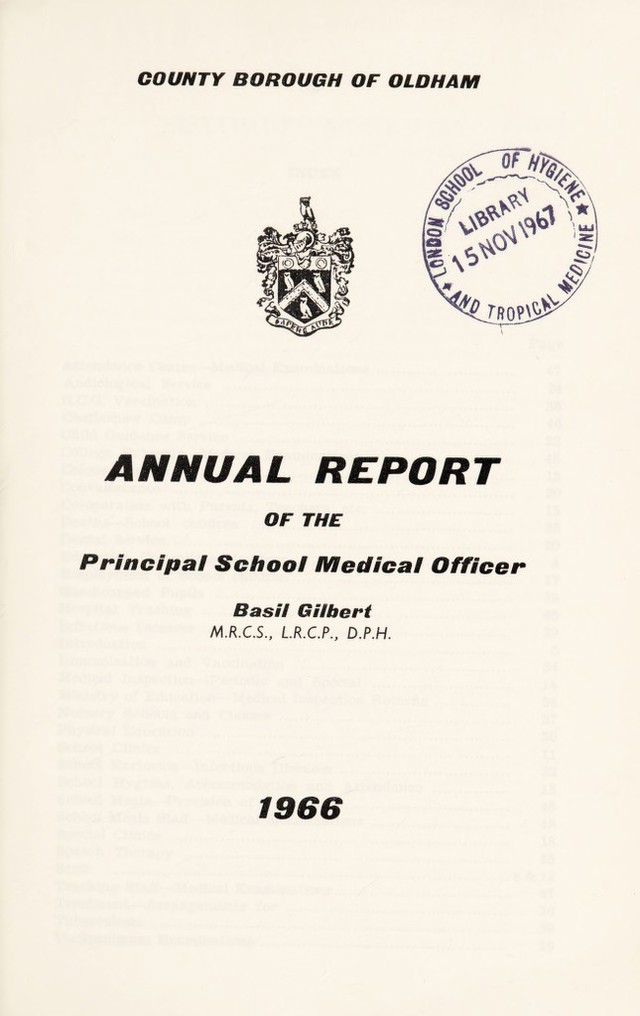 COUNTY BOROUGH OF OLDHAM
LONDON SCHOOL OF HYGIENE
LIBRARY
15 NOV 1967
AND TROPICAL MEDICINE
SAPERE AUDE
ANNUAL REPORT
OF THE
Principal School Medical Officer
Basil Gilbert
M.R.C.S., L.R.C.P., D.P.H.
1966